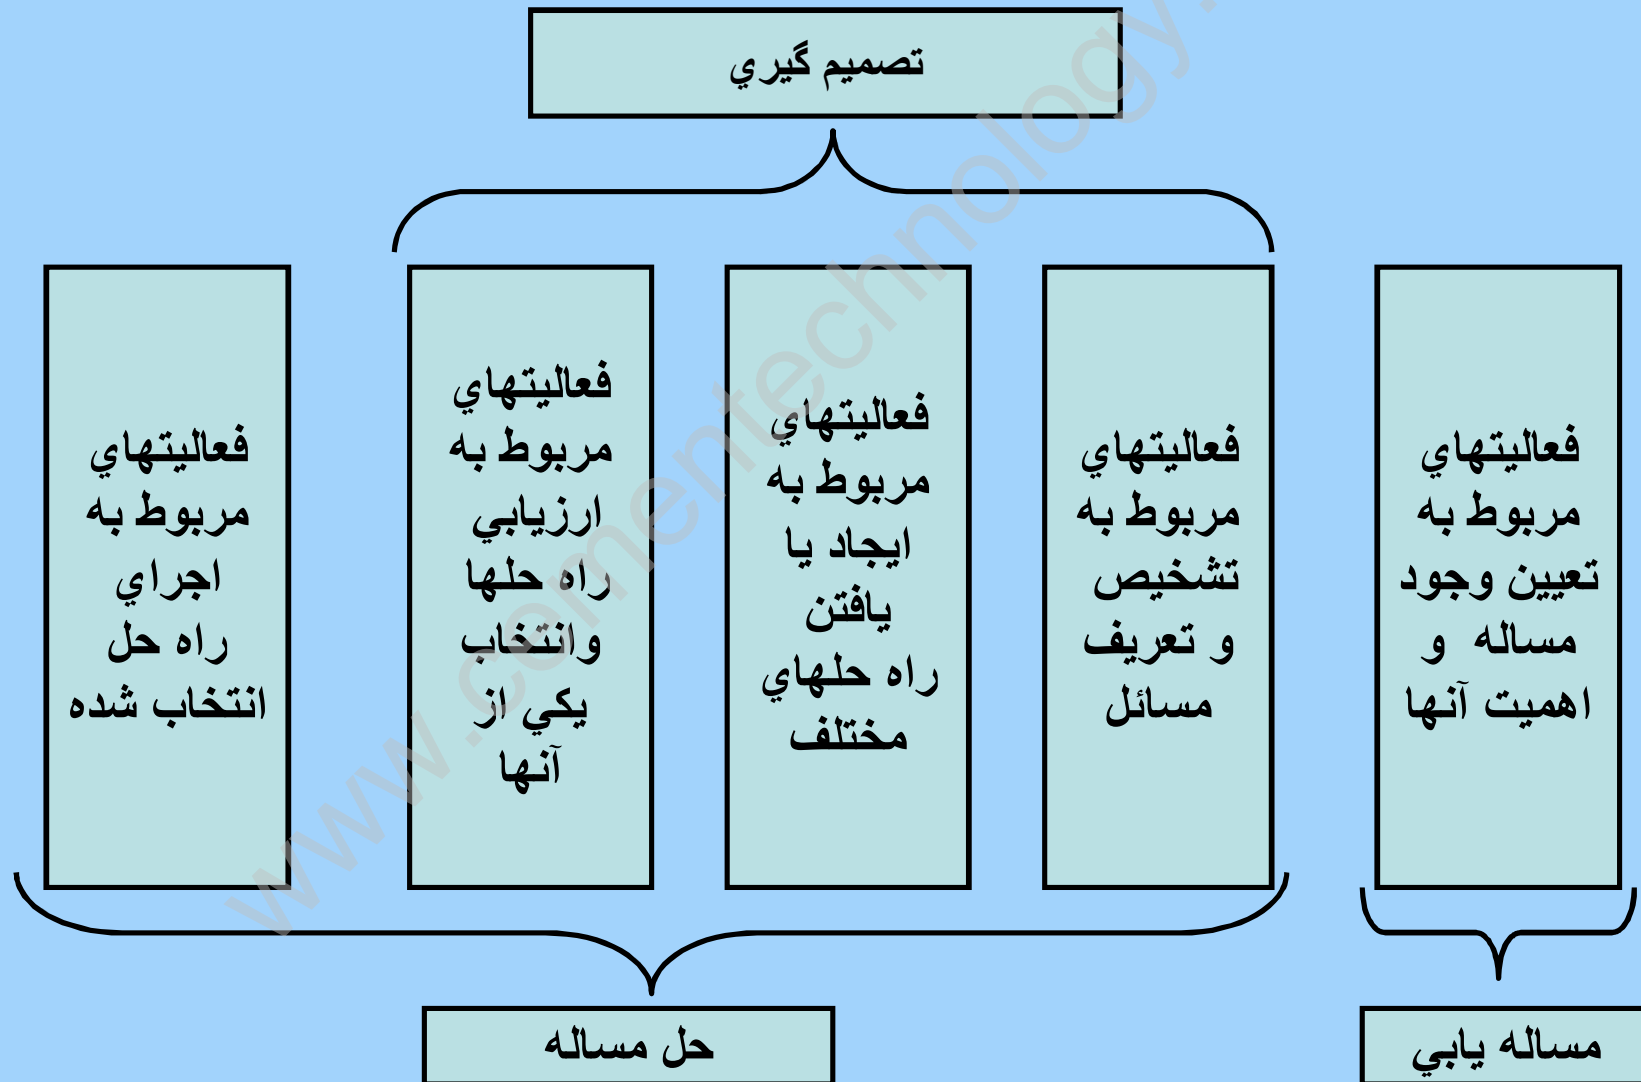 تصميم گيري
فعاليتهاي
مربوط به
تعيين وجود
مساله و
اهميت آنها
فعاليتهاي
مربوط به
تشخيص
و تعريف
مسائل
فعاليتهاي
مربوط به
ايجاد يا
يافتن
راه حلهاي
مختلف
فعاليتهاي
مربوط به
ارزيابي
راه حلها
وانتخاب
يكي از
آنها
فعاليتهاي
مربوط به
اجراي
راه حل
انتخاب شده
مساله يابي
حل مساله
www.cementechnology.